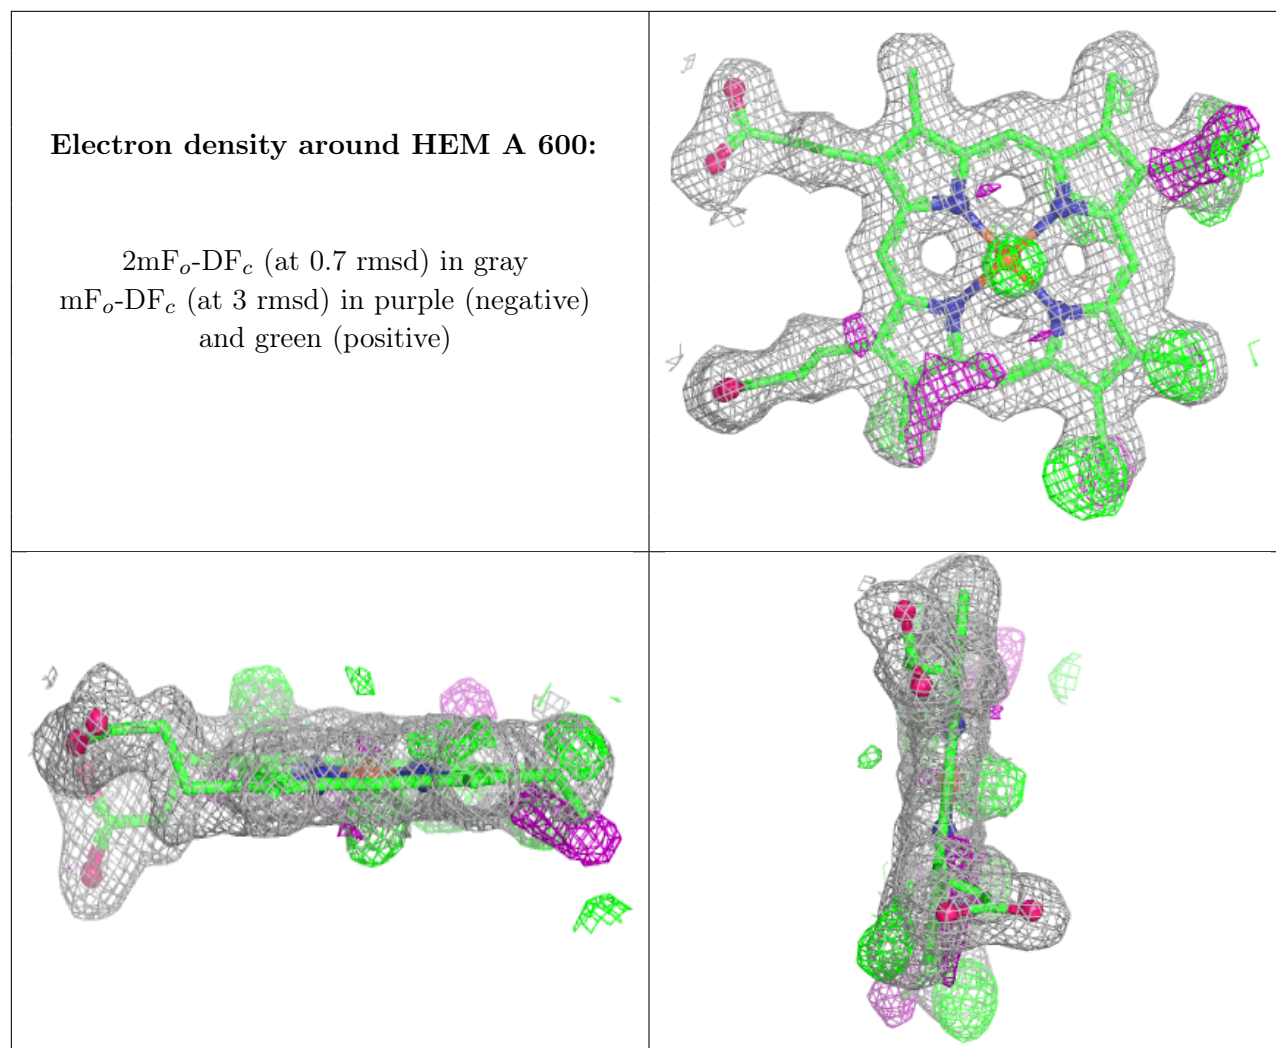 Electron density around HEM A 600:
2mFₒ-DF𝒸 (at 0.7 rmsd) in gray
mFₒ-DF𝒸 (at 3 rmsd) in purple (negative)
and green (positive)